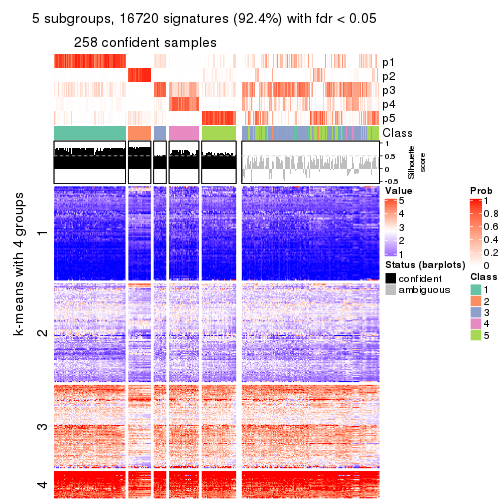 5 subgroups, 16720 signatures (92.4%) with fdr < 0.05
258 confident samples
p1
p2
p3
p4
p5
Class
1
0.5
0
-0.5
Silhouette
score
k-means with 4 groups
1
2
3
4
Value
5
4
3
2
1
Status (barplots)
confident
ambiguous
Prob
1
0.8
0.6
0.4
0.2
0
Class
1
2
3
4
5